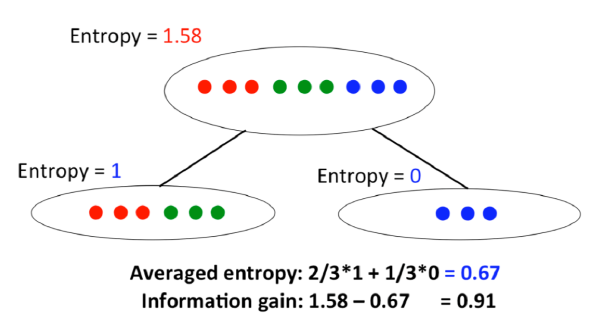 Entropy = 1.58
Entropy = 1
Entropy = 0
Averaged entropy: 2/3*1 + 1/3*0 = 0.67
Information gain: 1.58 – 0.67 = 0.91